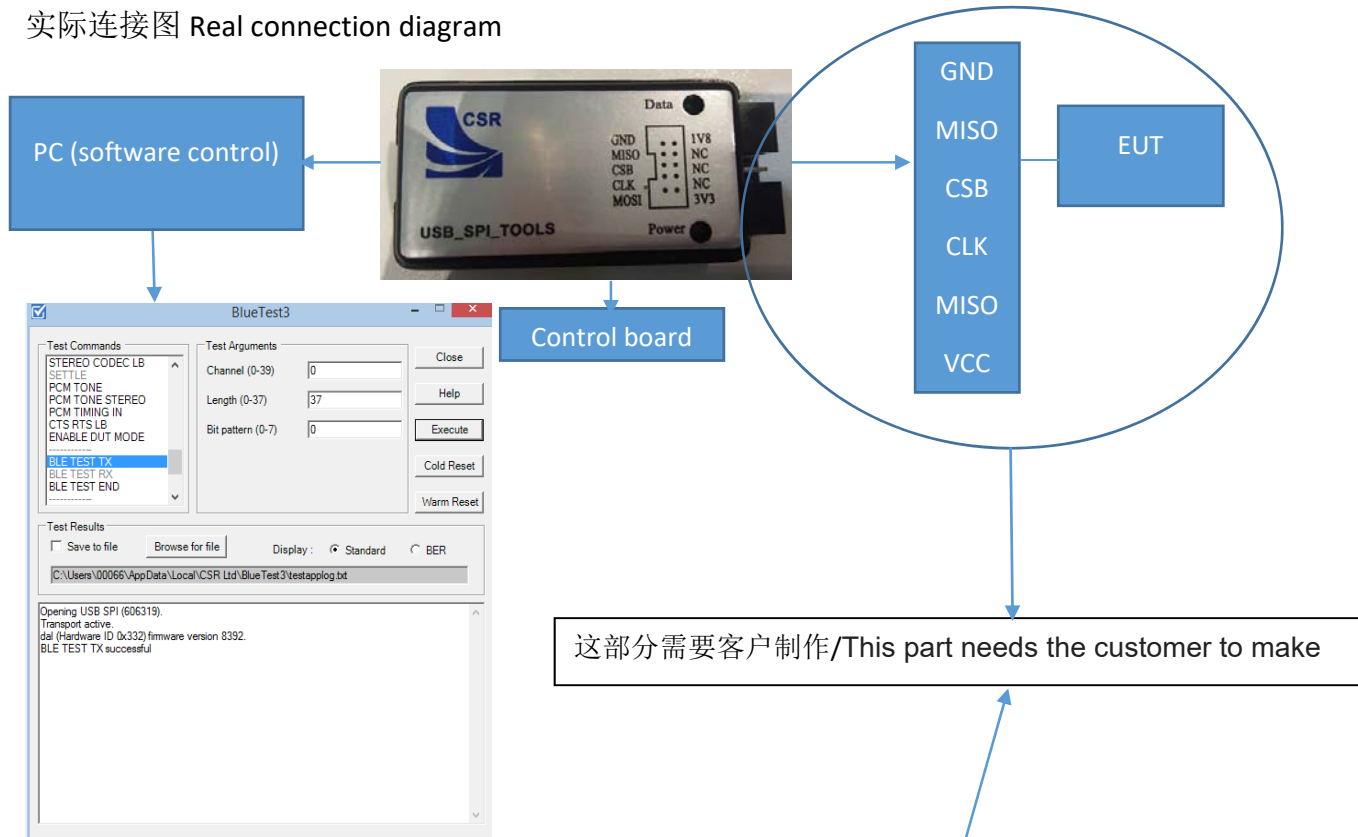 实际连接图 Real connection diagram
PC (software control)
CSR
Data
GND 1V8
MISO NC
CSB NC
CLK NC
MOSI 3V3
USB_SPI_TOOLS
Power
Control board
GND
MISO
CSB
CLK
MISO
VCC
EUT
BlueTest3
Test Commands
STEREO CODEC LB
SETTLE
PCM TONE
PCM TONE STEREO
PCM TIMING IN
CTS RTS LB
ENABLE DUT MODE
------------
BLE TEST TX
BLE TEST RX
BLE TEST END
------------
Test Arguments
Channel (0-39) 0
Length (0-37) 37
Bit pattern (0-7) 0
Close
Help
Execute
Cold Reset
Warm Reset
Test Results
Save to file Browse for file Display : Standard BER
C:\Users\00066\AppData\Local\CSR Ltd\BlueTest3\testapplog.txt
Opening USB SPI (606319).
Transport active.
dal (Hardware ID 0x332) firmware version 8392.
BLE TEST TX successful
这部分需要客户制作/This part needs the customer to make